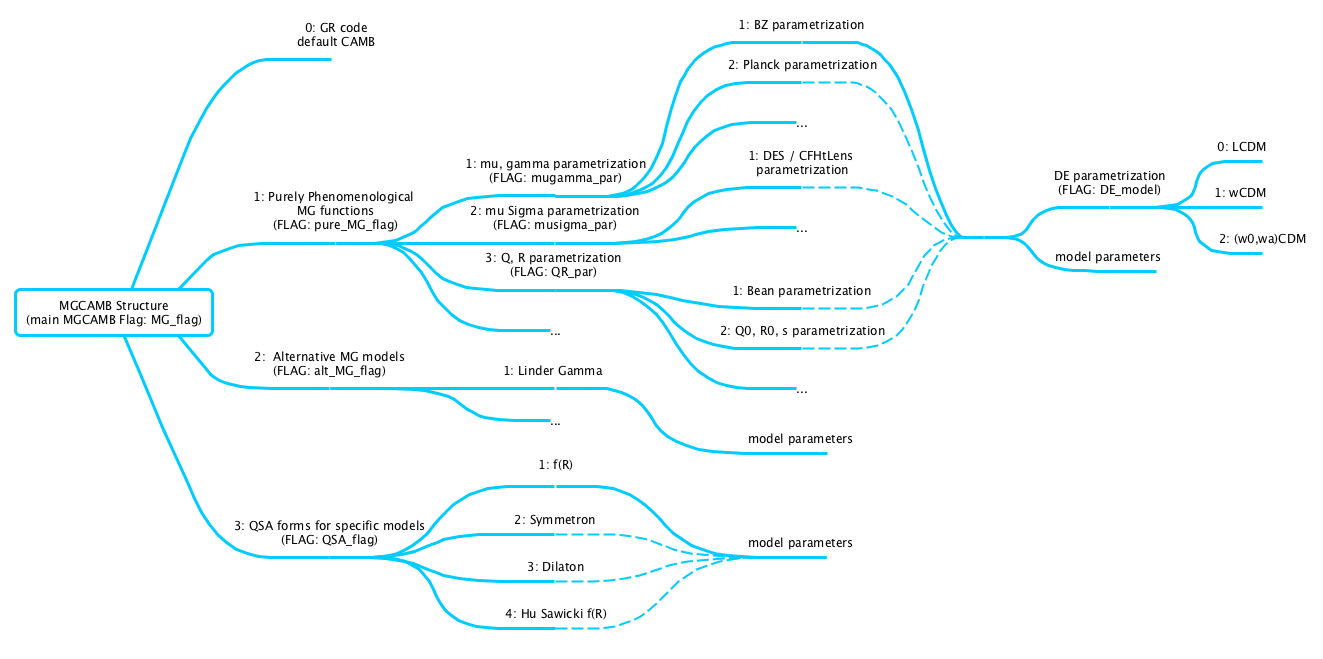 MGCAMB Structure
(main MGCAMB Flag: MG_flag)
0: GR code
default CAMB
1: Purely Phenomenological
MG functions
(FLAG: pure_MG_flag)
1: mu, gamma parametrization
(FLAG: mugamma_par)
1: BZ parametrization
2: Planck parametrization
...
2: mu Sigma parametrization
(FLAG: musigma_par)
1: DES / CFHtLens
parametrization
...
3: Q, R parametrization
(FLAG: QR_par)
1: Bean parametrization
2: Q0, R0, s parametrization
...
...
DE parametrization
(FLAG: DE_model)
0: LCDM
1: wCDM
2: (w0,wa)CDM
model parameters
2:  Alternative MG models
(FLAG: alt_MG_flag)
1: Linder Gamma
...
model parameters
3: QSA forms for specific models
(FLAG: QSA_flag)
1: f(R)
2: Symmetron
3: Dilaton
4: Hu Sawicki f(R)
model parameters